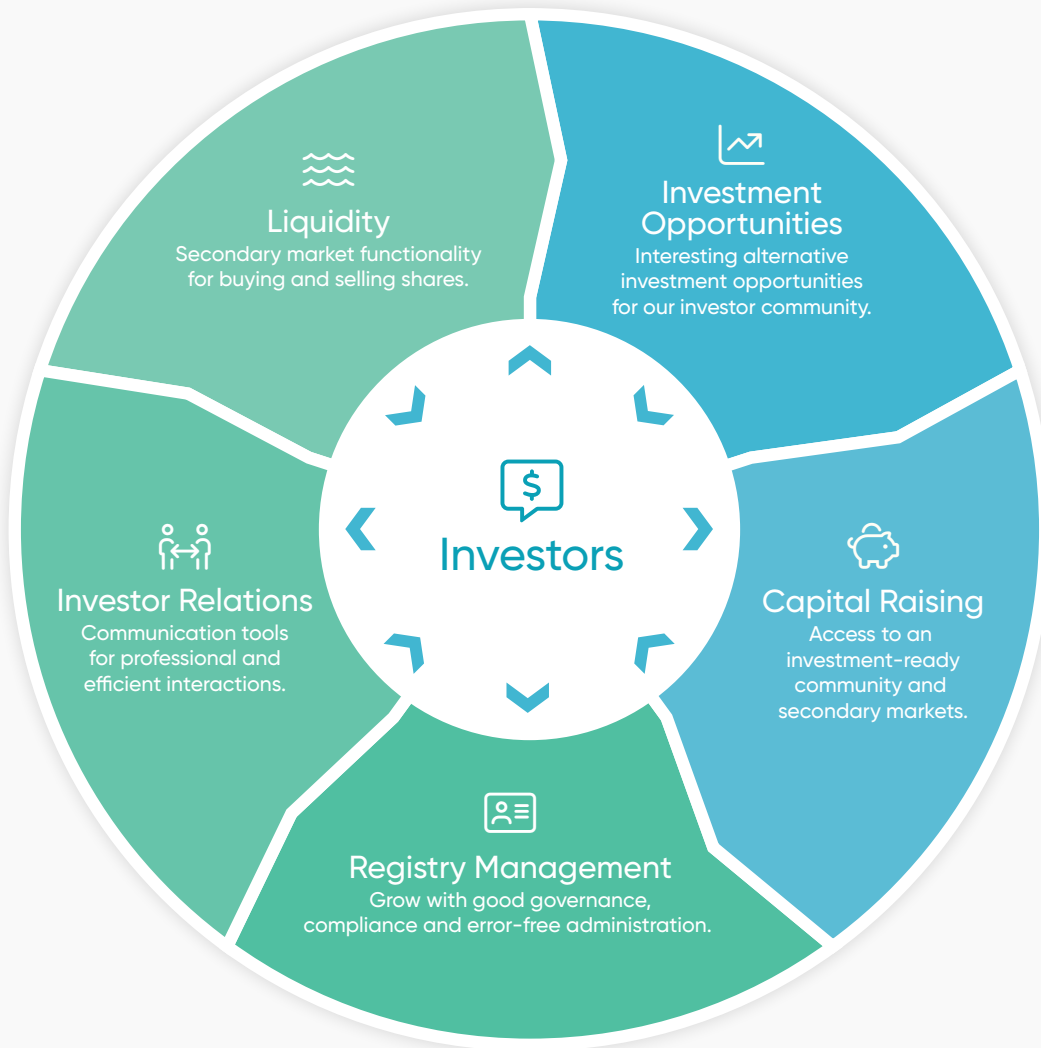 Liquidity
Secondary market functionality
for buying and selling shares.
Investment
Opportunities
Interesting alternative
investment opportunities
for our investor community.
$
Investors
Investor Relations
Communication tools
for professional and
efficient interactions.
Capital Raising
Access to an
investment-ready
community and
secondary markets.
Registry Management
Grow with good governance,
compliance and error-free administration.